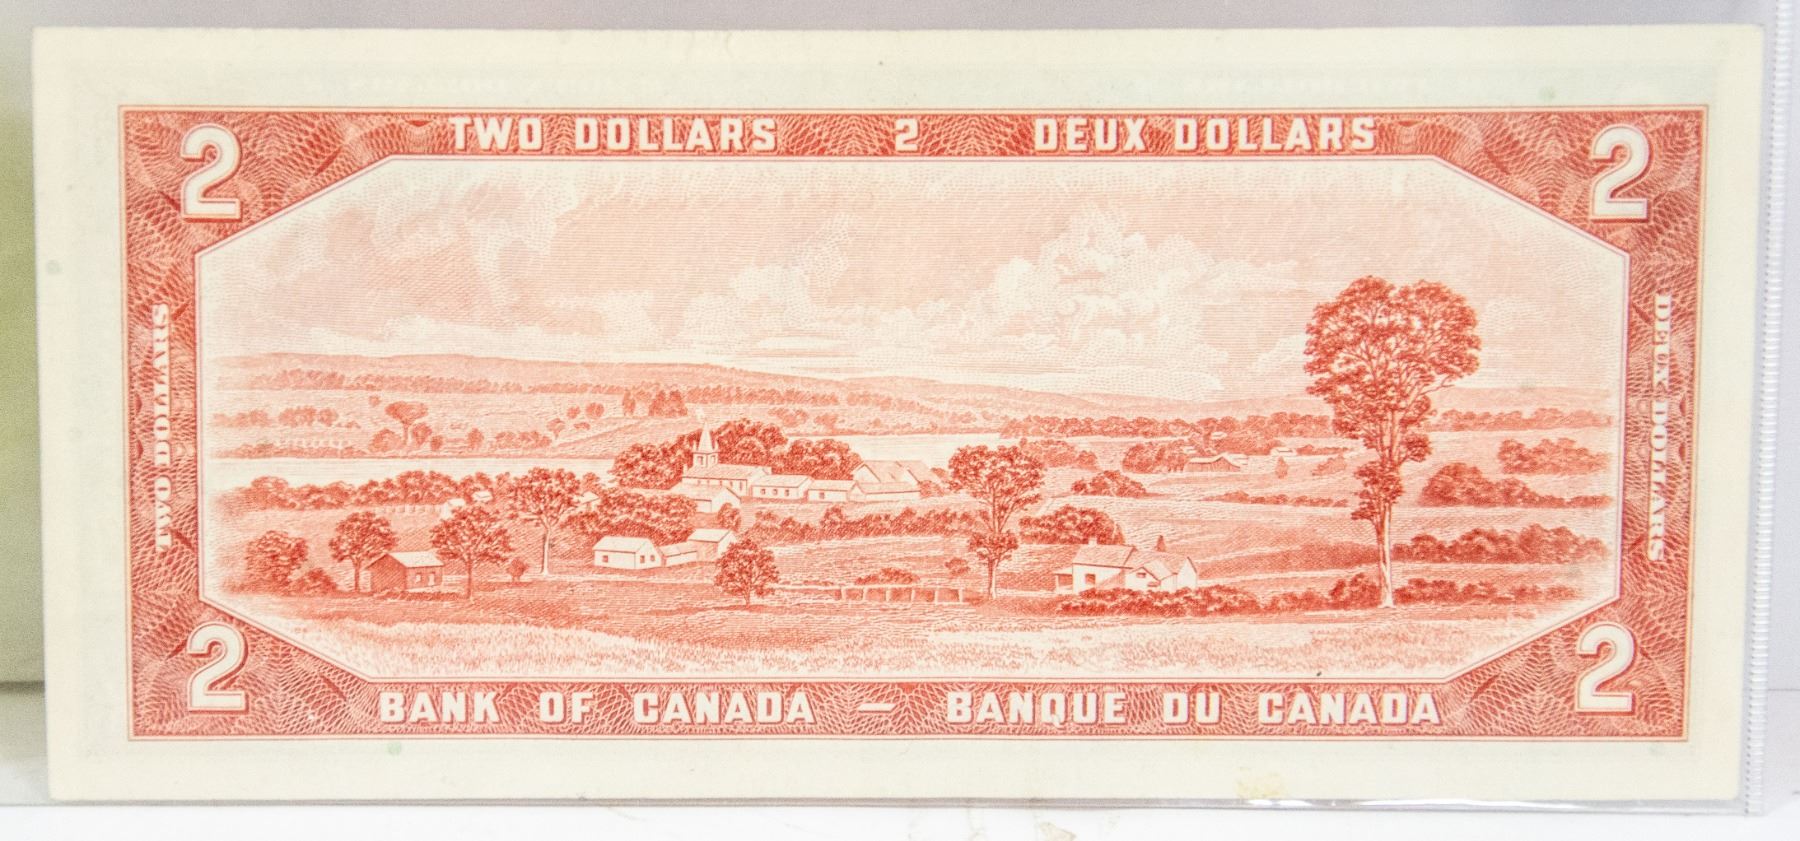 TWO DOLLARS 2 DEUX DOLLARS
2 2
TWO DOLLARS
DEUX DOLLARS
2 2
BANK OF CANADA — BANQUE DU CANADA